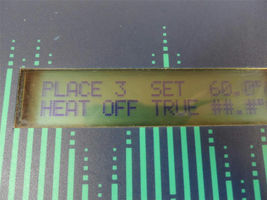 PLACE 3 SET 60.0°
HEAT OFF TRUE ##.#°